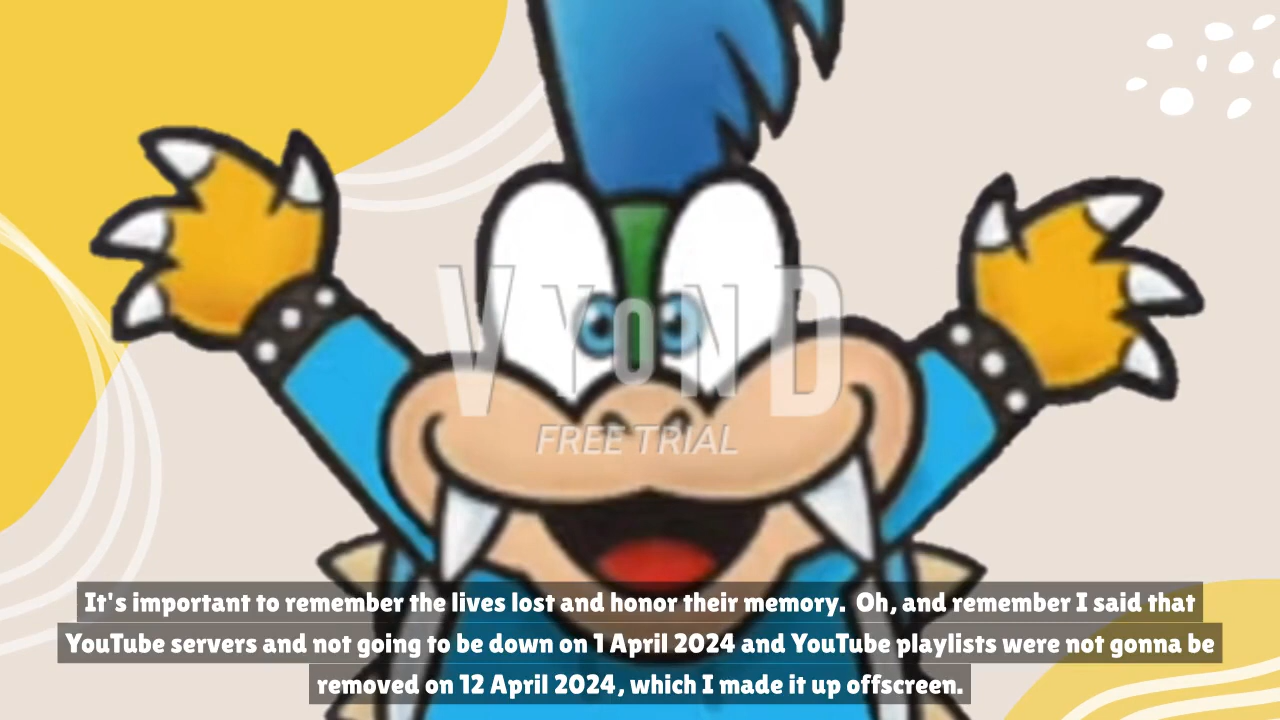 VYOND
FREE TRIAL
It's important to remember the lives lost and honor their memory.  Oh, and remember I said that
YouTube servers and not going to be down on 1 April 2024 and YouTube playlists were not gonna be
removed on 12 April 2024, which I made it up offscreen.